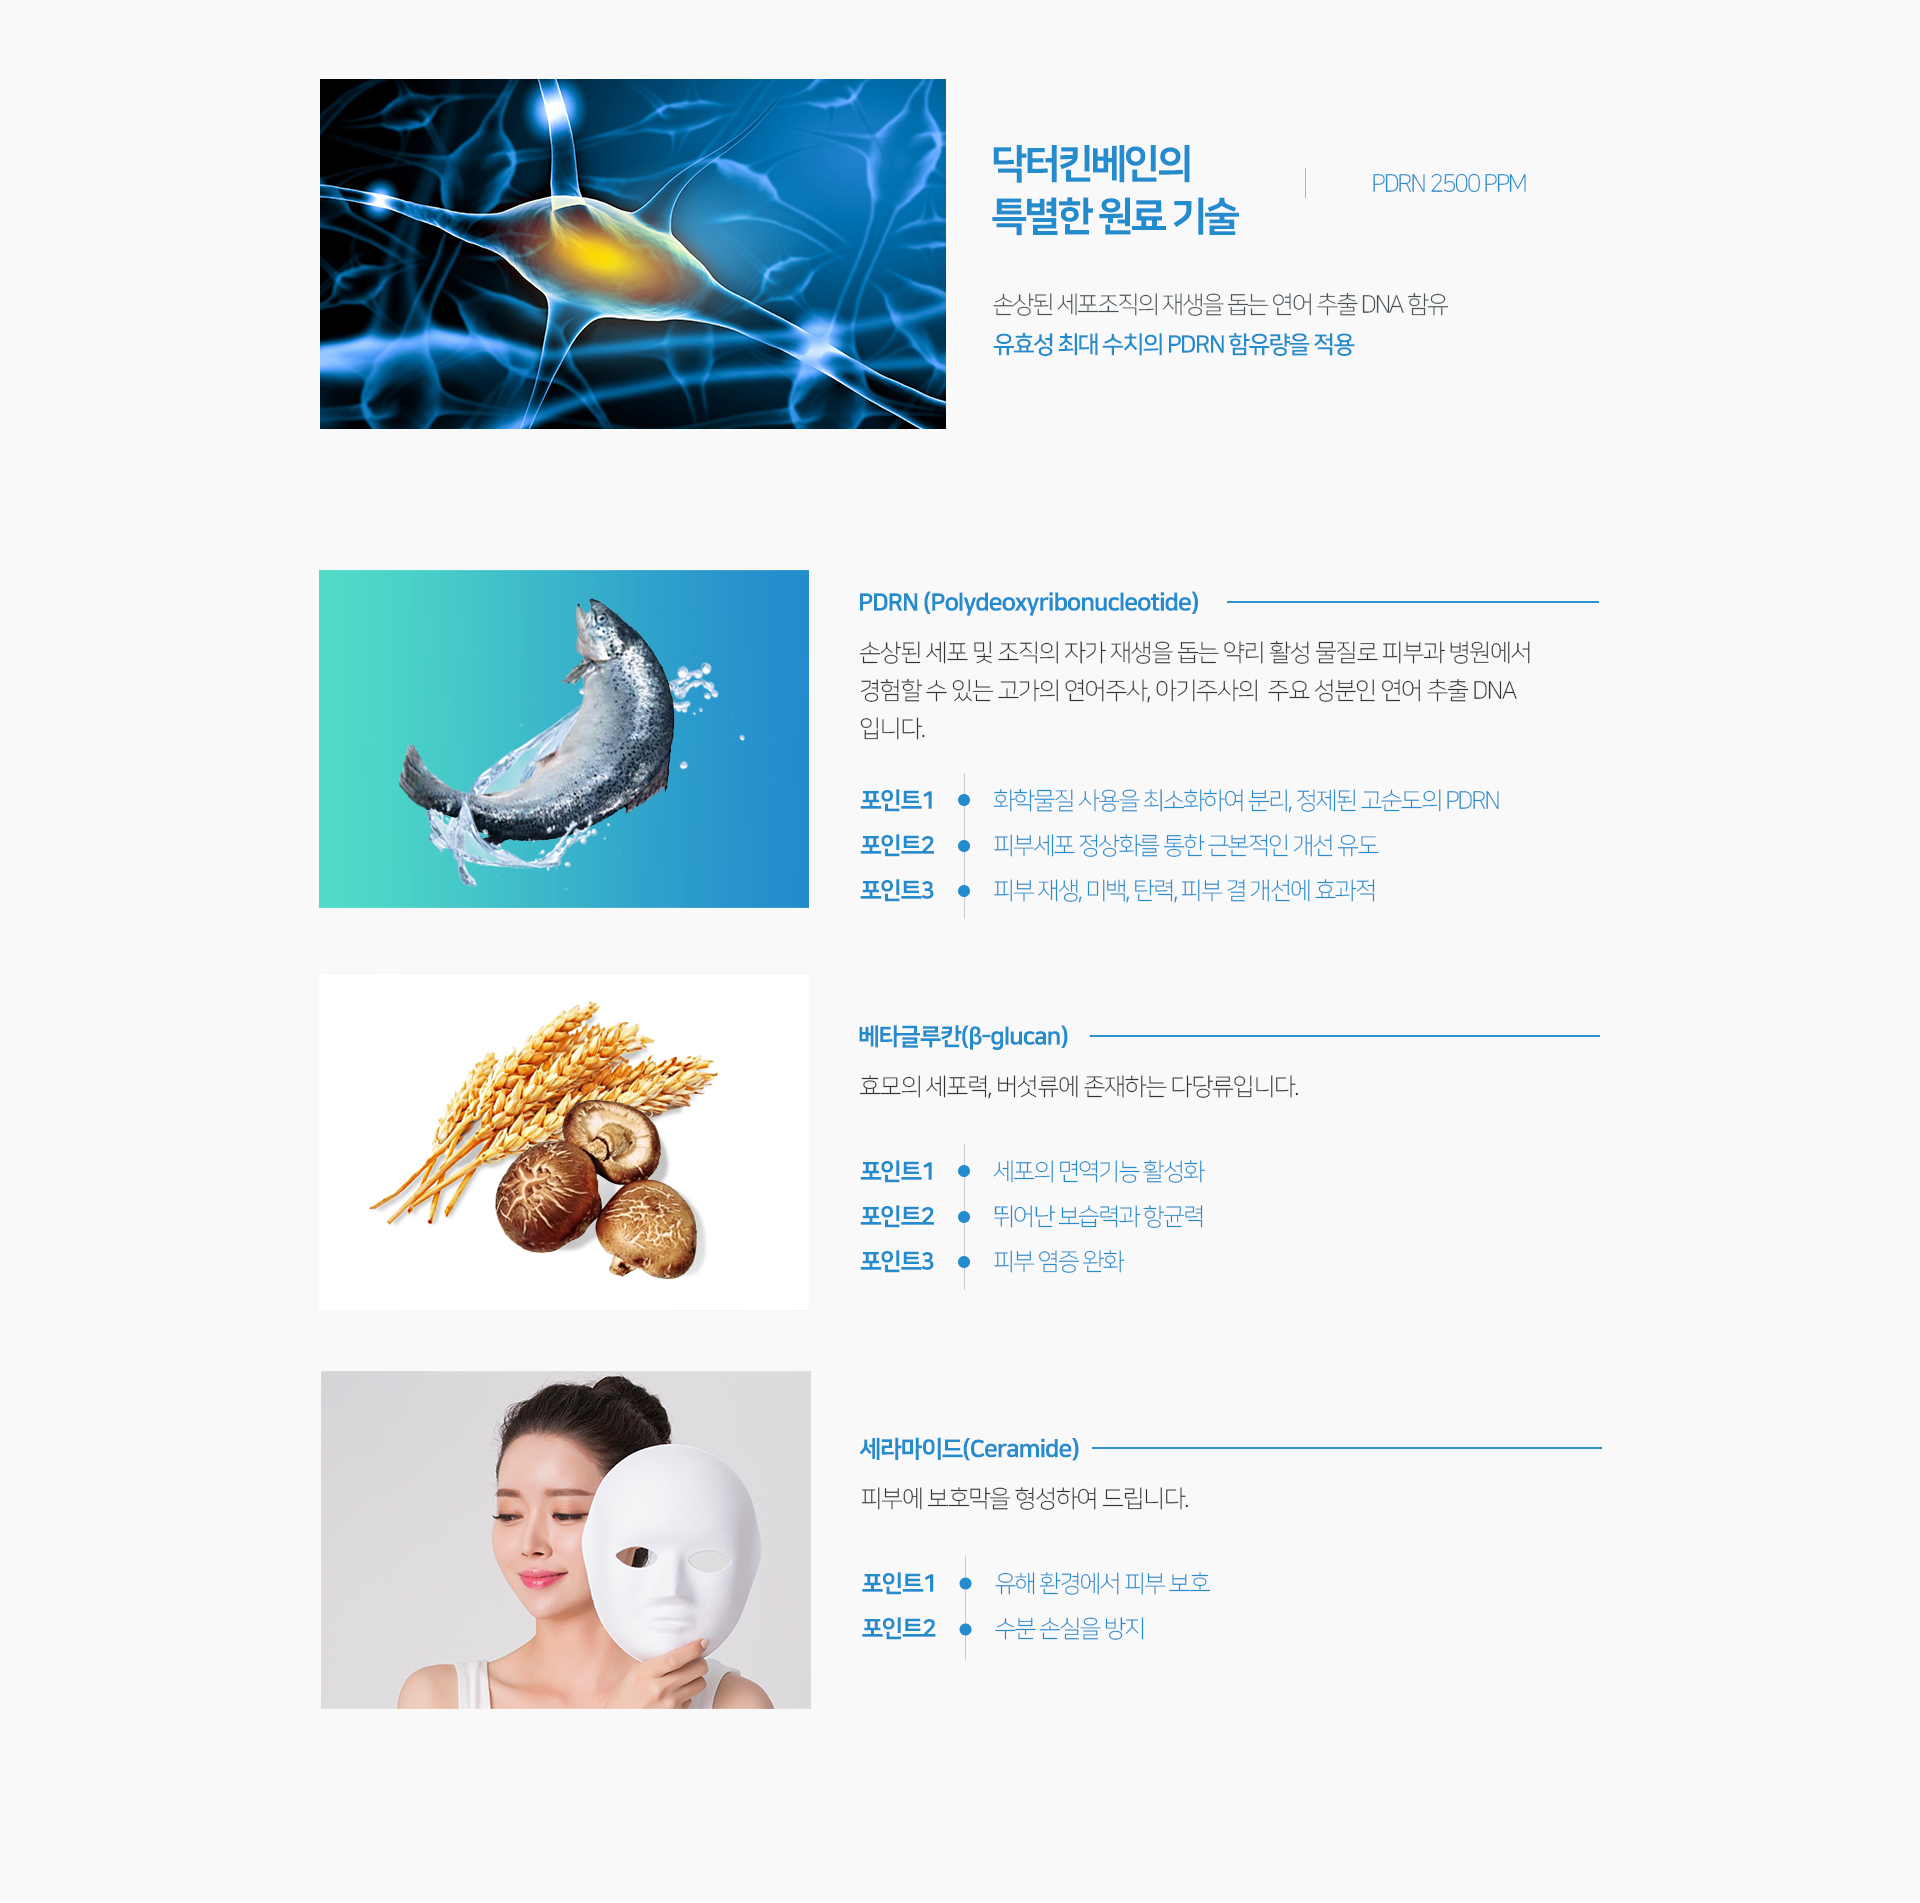 닥터킨베인의
특별한 원료 기술
PDRN 2500 PPM
손상된 세포조직의 재생을 돕는 연어 추출 DNA 함유
유효성 최대 수치의 PDRN 함유량을 적용
PDRN (Polydeoxyribonucleotide)
손상된 세포 및 조직의 자가 재생을 돕는 약리 활성 물질로 피부과 병원에서
경험할 수 있는 고가의 연어주사, 아기주사의 주요 성분인 연어 추출 DNA
입니다.
포인트1 화학물질 사용을 최소화하여 분리, 정제된 고순도의 PDRN
포인트2 피부세포 정상화를 통한 근본적인 개선 유도
포인트3 피부 재생, 미백, 탄력, 피부 결 개선에 효과적
베타글루칸(β-glucan)
효모의 세포력, 버섯류에 존재하는 다당류입니다.
포인트1 세포의 면역기능 활성화
포인트2 뛰어난 보습력과 항균력
포인트3 피부 염증 완화
세라마이드(Ceramide)
피부에 보호막을 형성하여 드립니다.
포인트1 유해 환경에서 피부 보호
포인트2 수분 손실을 방지